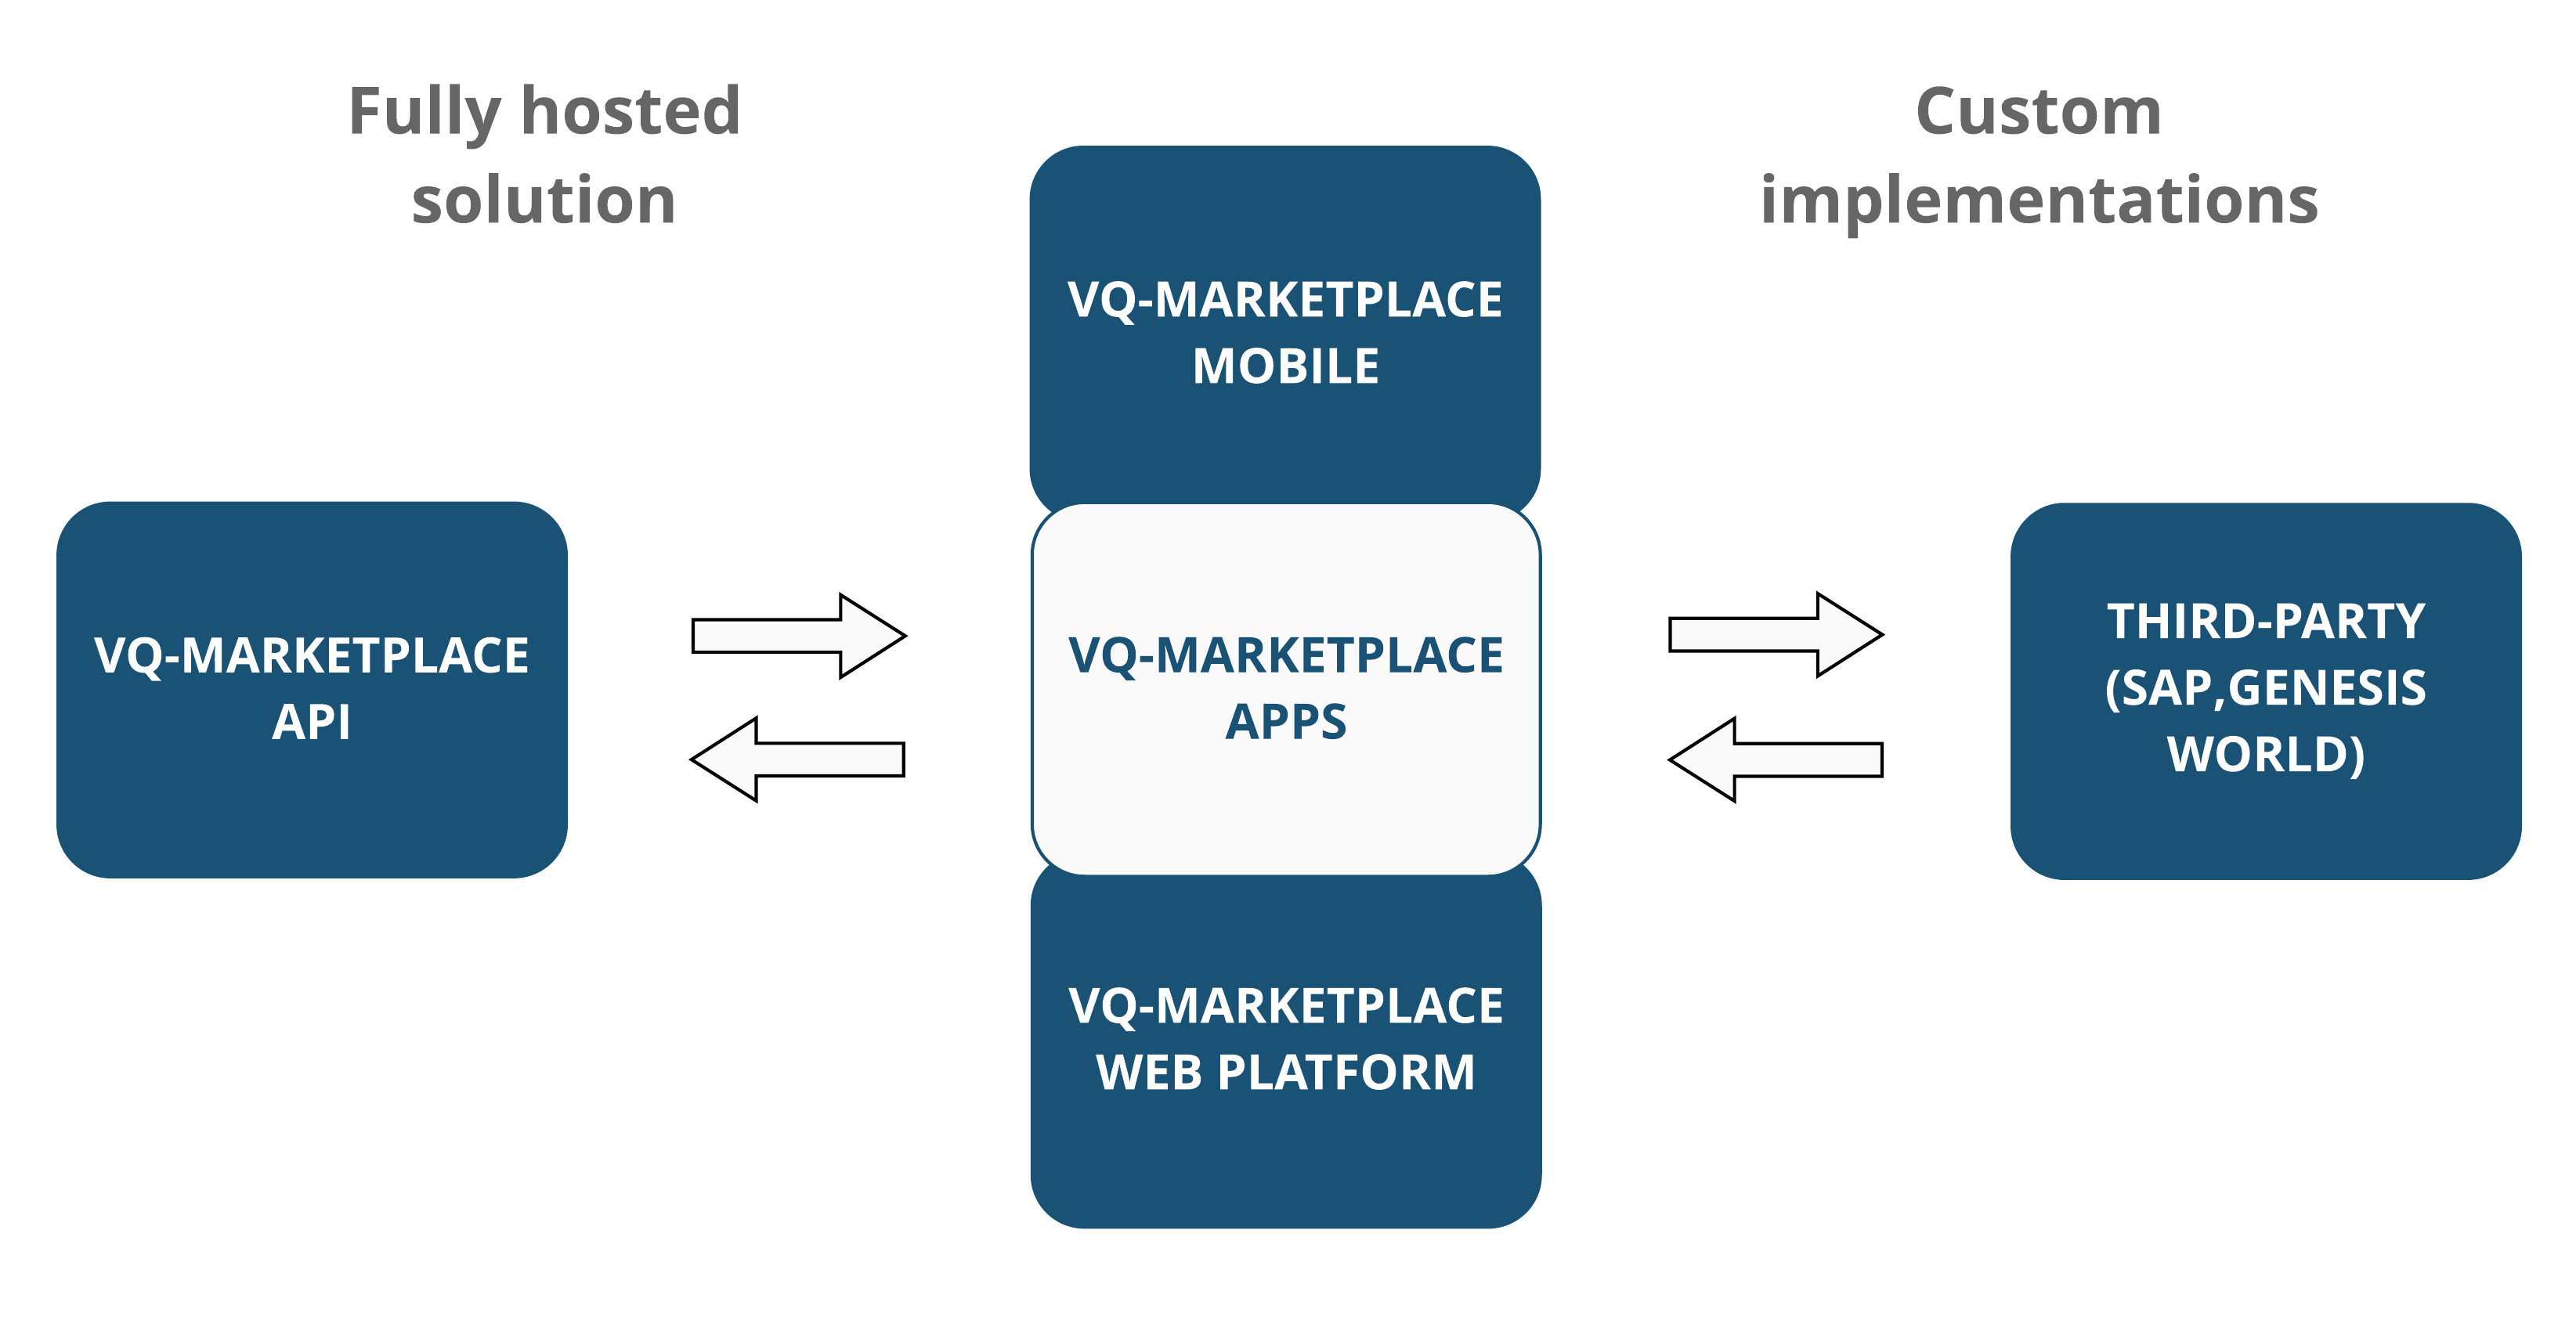 Fully hosted
solution
Custom
implementations
VQ-MARKETPLACE
MOBILE
VQ-MARKETPLACE
API
VQ-MARKETPLACE
APPS
THIRD-PARTY
(SAP,GENESIS
WORLD)
VQ-MARKETPLACE
WEB PLATFORM